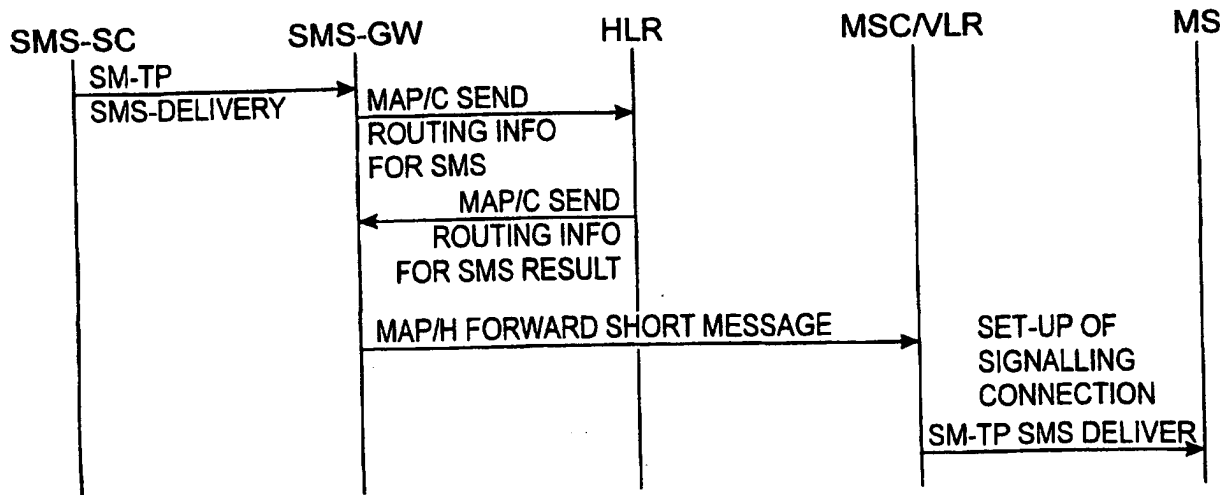 SMS-SC SMS-GW HLR MSC/VLR MS
SM-TP
SMS-DELIVERY
MAP/C SEND
ROUTING INFO
FOR SMS
MAP/C SEND
ROUTING INFO
FOR SMS RESULT
MAP/H FORWARD SHORT MESSAGE
SET-UP OF
SIGNALLING
CONNECTION
SM-TP SMS DELIVER